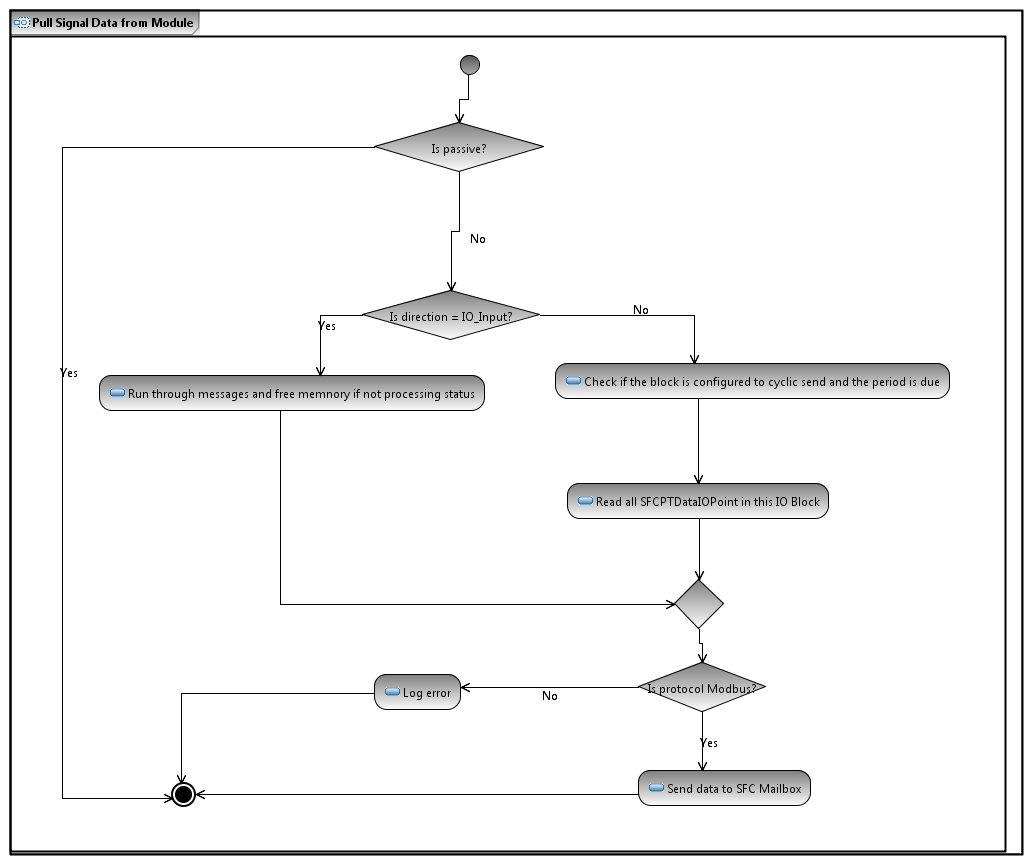 Pull Signal Data from Module
Is passive?
No
Is direction = IO_Input?
No
Yes
Yes
Check if the block is configured to cyclic send and the period is due
Run through messages and free memnory if not processing status
Read all SFCPTDataIOPoint in this IO Block
Is protocol Modbus?
Log error
No
Yes
Send data to SFC Mailbox